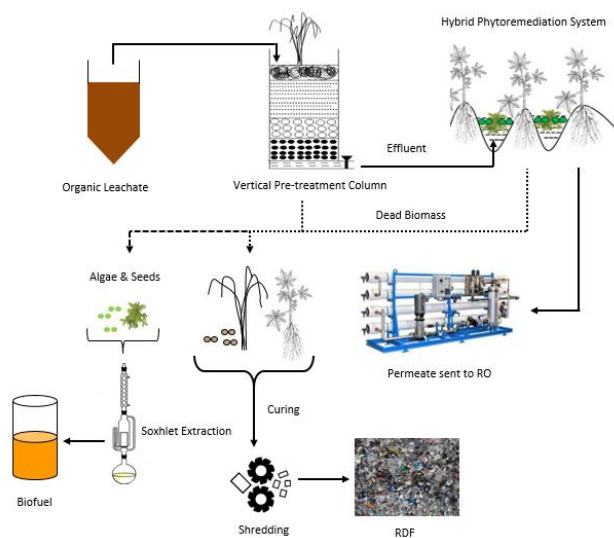 Hybrid Phytoremediation System
Organic Leachate
Vertical Pre-treatment Column
Effluent
Dead Biomass
Algae & Seeds
Permeate sent to RO
Curing
Soxhlet Extraction
Biofuel
Shredding
RDF